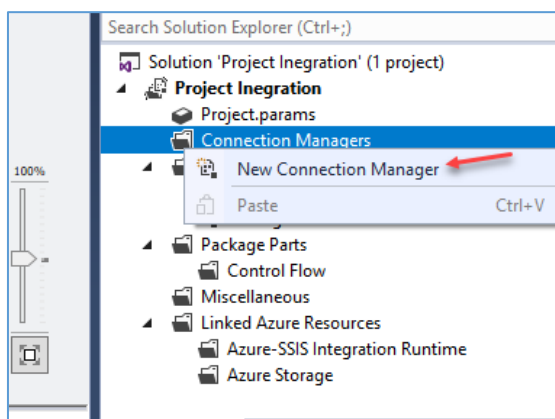 Search Solution Explorer (Ctrl+;)
Solution 'Project Inegration' (1 project)
Project Inegration
Project.params
Connection Managers
100%
New Connection Manager
Paste Ctrl+V
Package Parts
Control Flow
Miscellaneous
Linked Azure Resources
Azure-SSIS Integration Runtime
Azure Storage